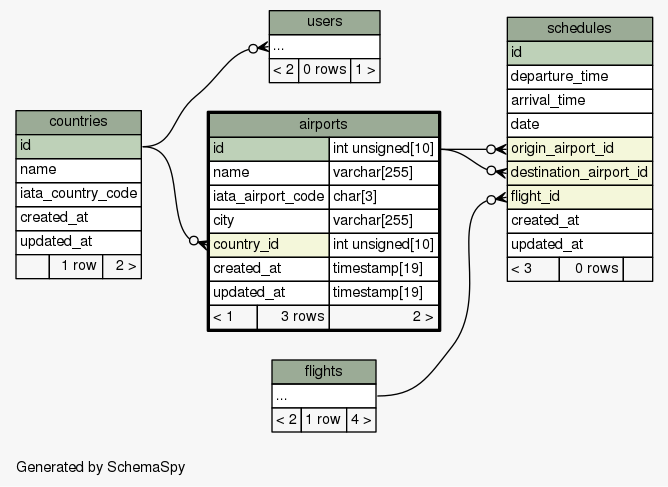 users
...
< 2 0 rows 1 >
schedules
id
departure_time
arrival_time
date
origin_airport_id
destination_airport_id
flight_id
created_at
updated_at
< 3 0 rows
countries
id
name
iata_country_code
created_at
updated_at
1 row 2 >
airports
id int unsigned[10]
name varchar[255]
iata_airport_code char[3]
city varchar[255]
country_id int unsigned[10]
created_at timestamp[19]
updated_at timestamp[19]
< 1 3 rows 2 >
flights
...
< 2 1 row 4 >
Generated by SchemaSpy